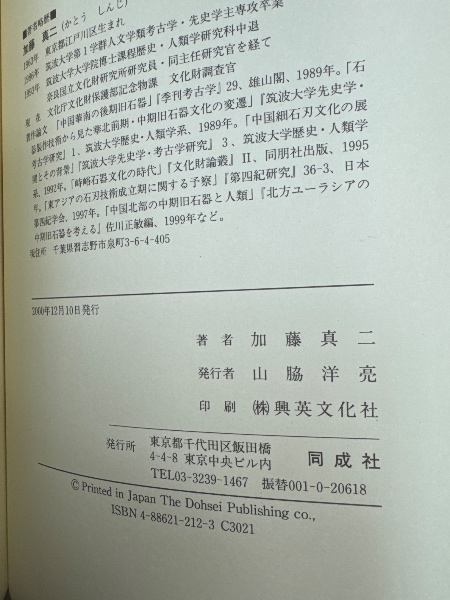 ■著者略歴■
加藤 真二（かとう しんじ）
1963年 東京都江戸川区生まれ
1986年 筑波大学第1学群人文学類考古学・先史学主専攻卒業
筑波大学大学院博士課程歴史・人類学研究科中退
1993年 奈良国立文化財研究所研究員・同主任研究官を経て
現 在 文化庁文化財保護部記念物課 文化財調査官
著作論文 「中国華南の後期旧石器」『季刊考古学』29、雄山閣、1989年。「石
器製作技術から見た華北前期・中期旧石器文化の変遷」『筑波大学先史学・
考古学研究』1、筑波大学歴史・人類学系、1989年。「中国細石刃文化の展
開とその背景」『筑波大学先史学・考古学研究』3、筑波大学歴史・人類学
系、1992年。「峙峪石器文化の時代」『文化財論叢』Ⅱ、同朋社出版、1995
年。「東アジアの石刃技術成立期に関する予察」『第四紀研究』36-3、日本
第四紀学会、1997年。「中国北部の中期旧石器と人類」『北方ユーラシアの
中期旧石器を考える』佐川正敏編、1999年など。
現住所 千葉県習志野市泉町3-6-4-405
2000年12月10日発行
著者 加藤真二
発行者 山脇洋亮
印刷 ㈱興英文化社
発行所 東京都千代田区飯田橋 同成社
4-4-8 東京中央ビル内
TEL03-3239-1467 振替001-0-20618
© Printed in Japan The Dohsei Publishing co.,
ISBN 4-88621-212-3 C3021